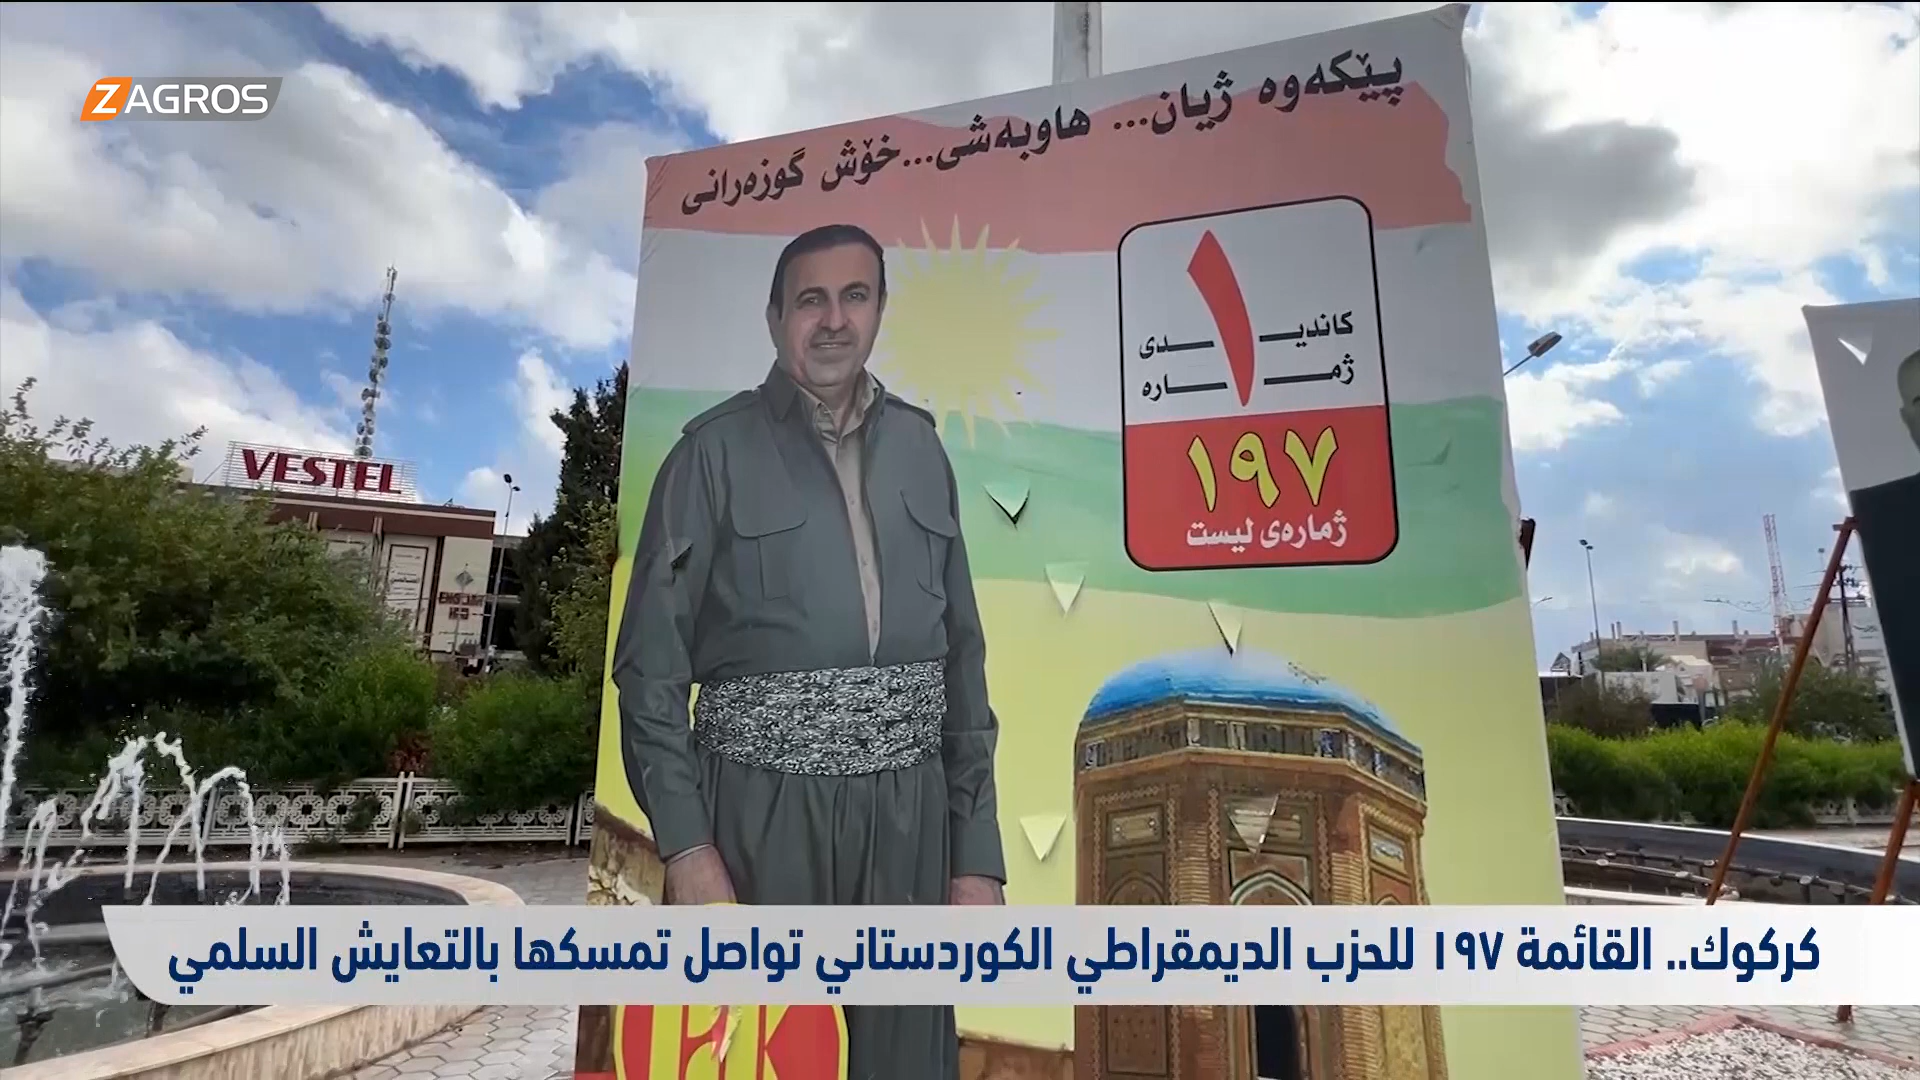 ZAGROS
پێکەوە ژیان... هاوبەشی...خۆش گوزەرانی
١
کاندیدی
ژمارە
١٩٧
ژمارەی لیست
VESTEL
كركوك.. القائمة ١٩٧ للحزب الديمقراطي الكوردستاني تواصل تمسكها بالتعايش السلمي